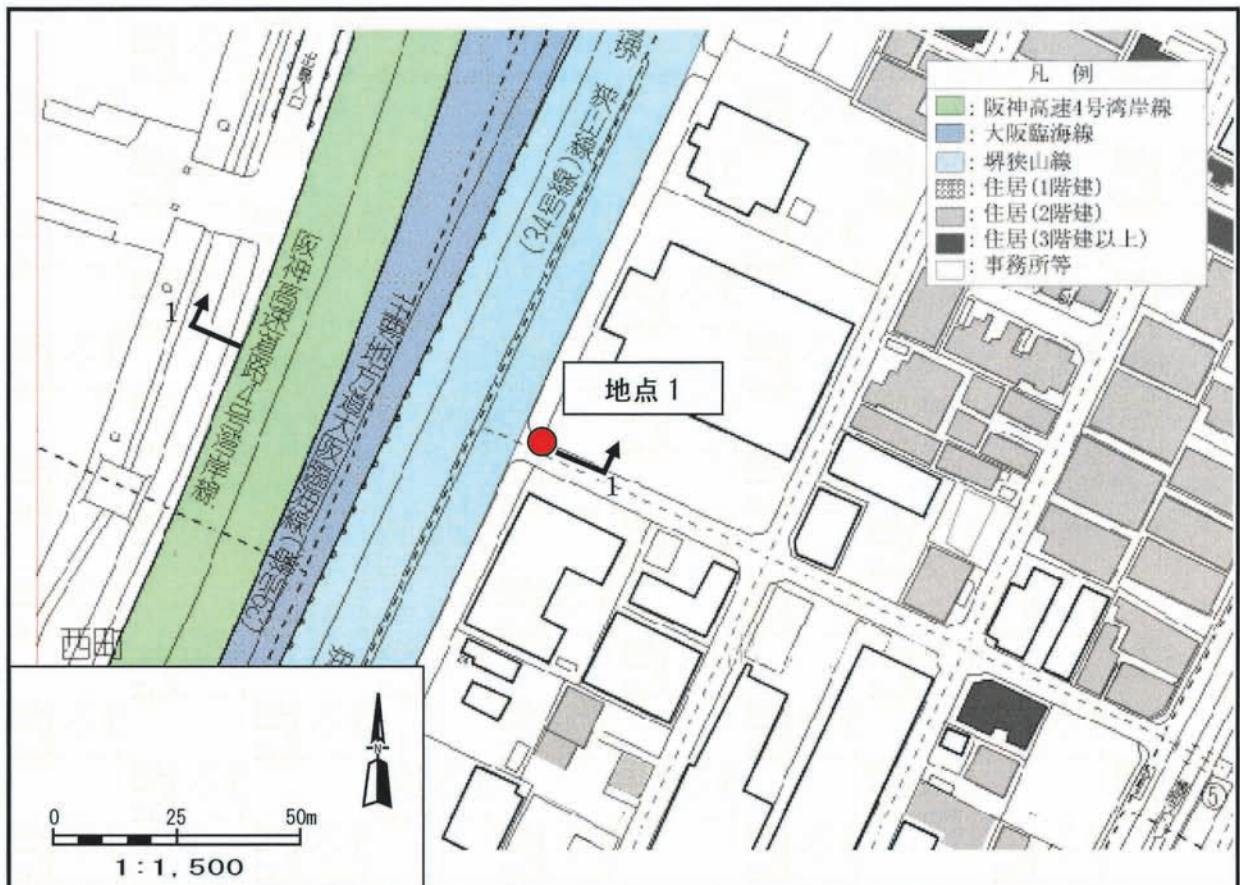 凡 例
: 阪神高速4号湾岸線
: 大阪臨海線
: 堺狭山線
: 住居(1階建)
: 住居(2階建)
: 住居(3階建以上)
: 事務所等
阪神高速道路4号湾岸線
(29号線)
(34号線)
1
地点 1
1
西町
5
N
0 25 50m
1:1,500